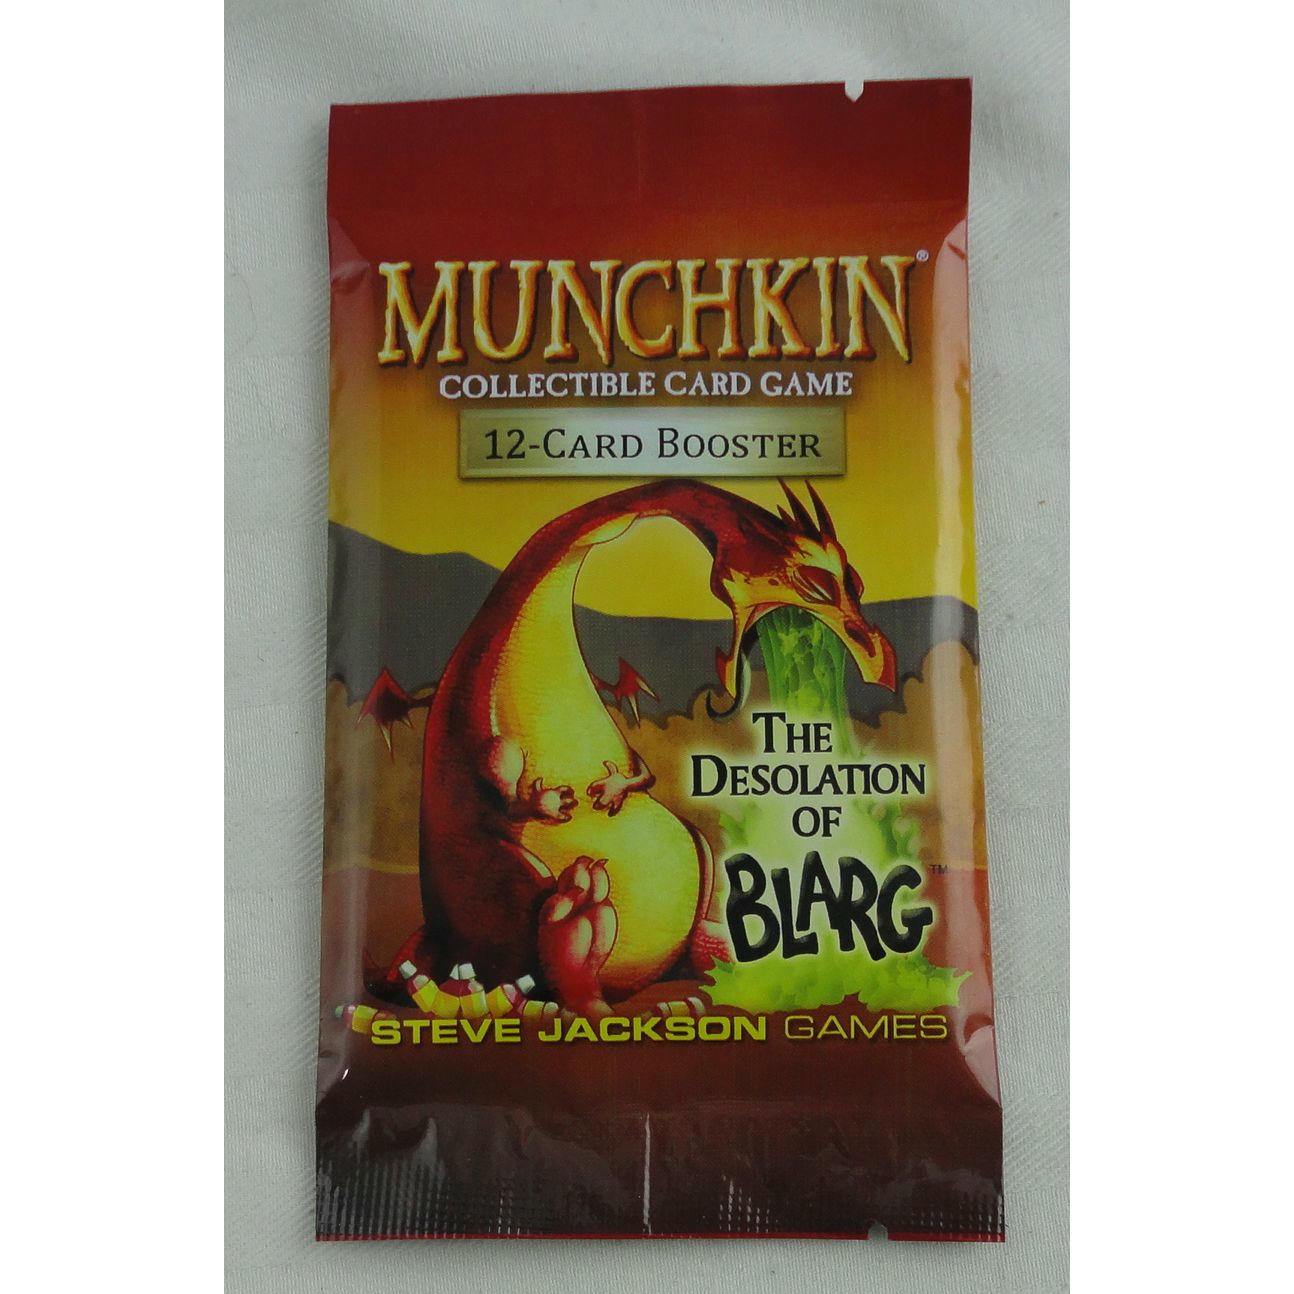 MUNCHKIN®
COLLECTIBLE CARD GAME
12-CARD BOOSTER
THE
DESOLATION
OF
BLARG™
STEVE JACKSON GAMES